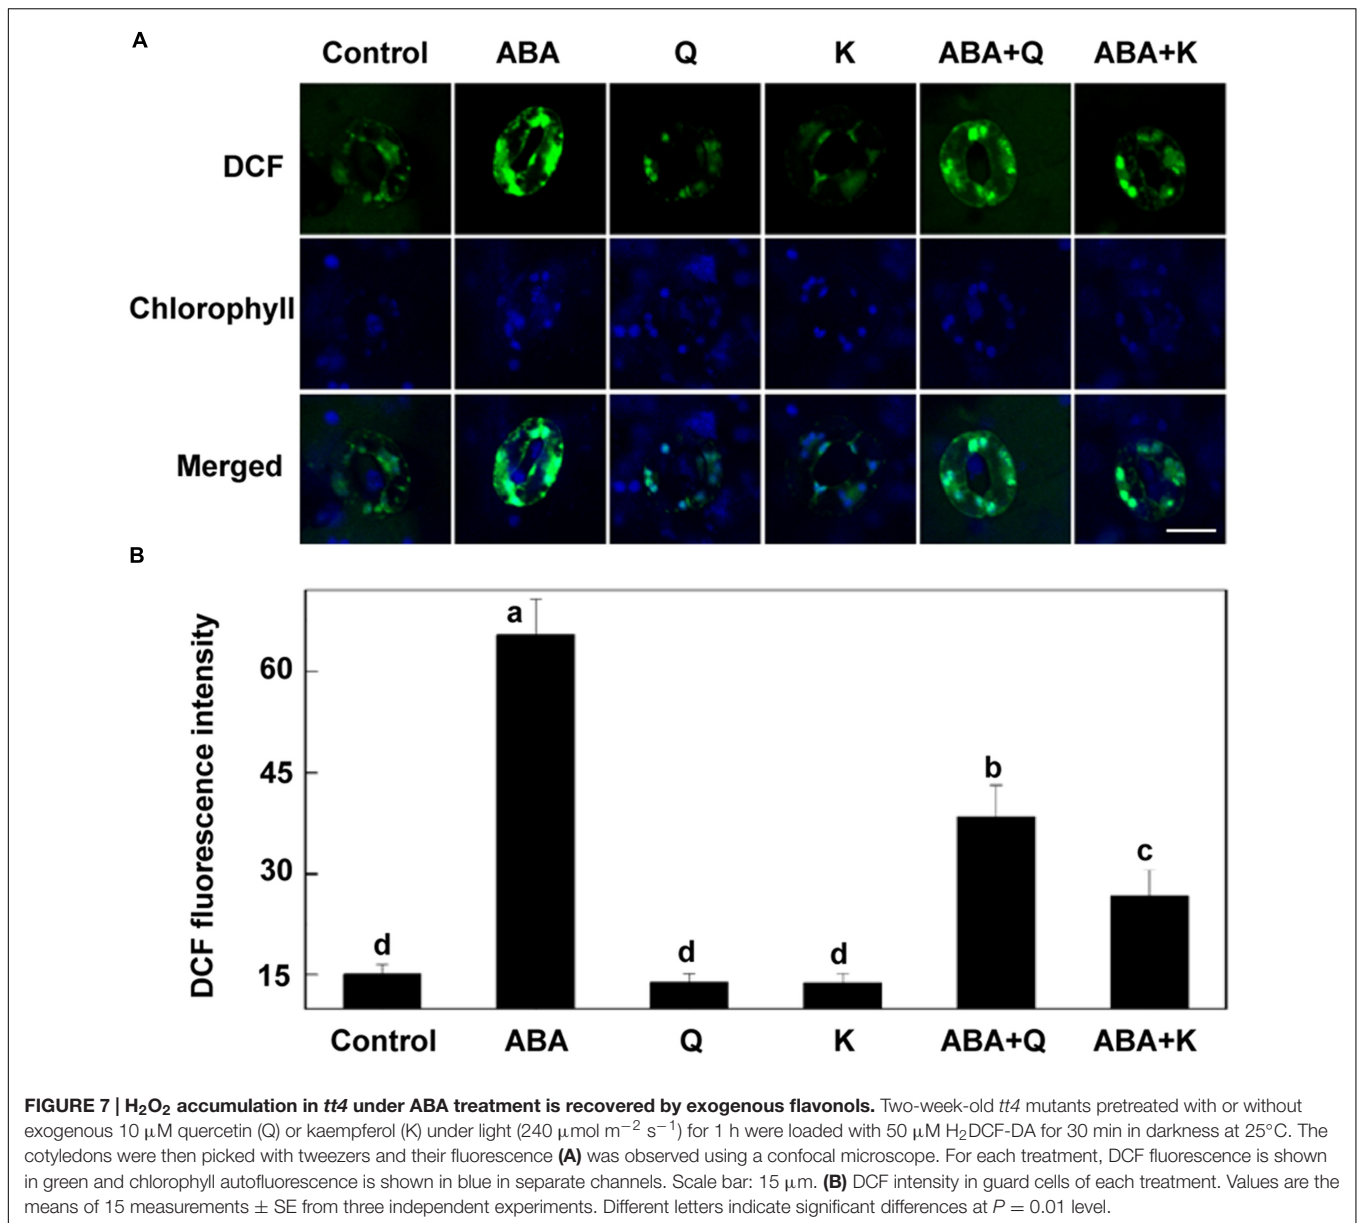 A
Control ABA Q K ABA+Q ABA+K
DCF
Chlorophyll
Merged
B
DCF fluorescence intensity
60
45
30
15
a
b
c
d
d
d
Control ABA Q K ABA+Q ABA+K
FIGURE 7 | H₂O₂ accumulation in tt4 under ABA treatment is recovered by exogenous flavonols. Two-week-old tt4 mutants pretreated with or without
exogenous 10 μM quercetin (Q) or kaempferol (K) under light (240 μmol m⁻² s⁻¹) for 1 h were loaded with 50 μM H₂DCF-DA for 30 min in darkness at 25°C. The
cotyledons were then picked with tweezers and their fluorescence (A) was observed using a confocal microscope. For each treatment, DCF fluorescence is shown
in green and chlorophyll autofluorescence is shown in blue in separate channels. Scale bar: 15 μm. (B) DCF intensity in guard cells of each treatment. Values are the
means of 15 measurements ± SE from three independent experiments. Different letters indicate significant differences at P = 0.01 level.